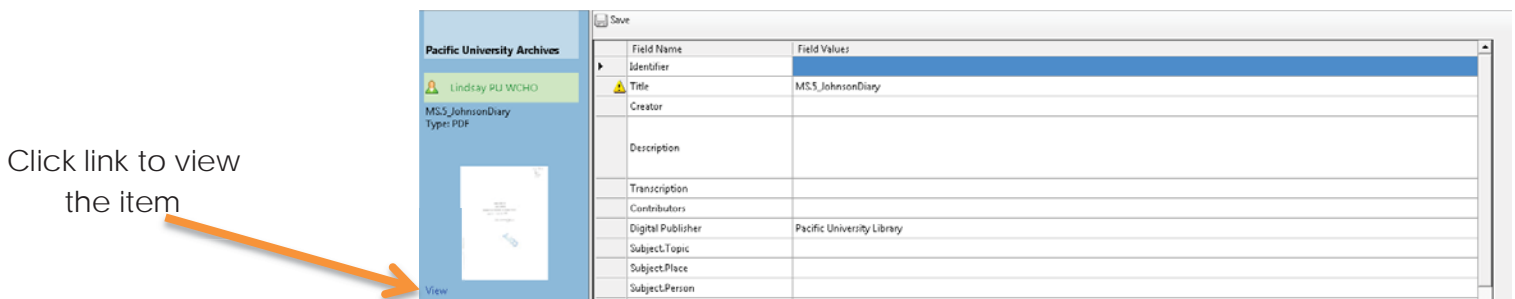 Click link to view
the item
Pacific University Archives
Lindsay PU WCHO
MS.5_JohnsonDiary
Type: PDF
View
Save
Field Name Field Values
Identifier
Title MS.5_JohnsonDiary
Creator
Description
Transcription
Contributors
Digital Publisher Pacific University Library
Subject.Topic
Subject.Place
Subject.Person